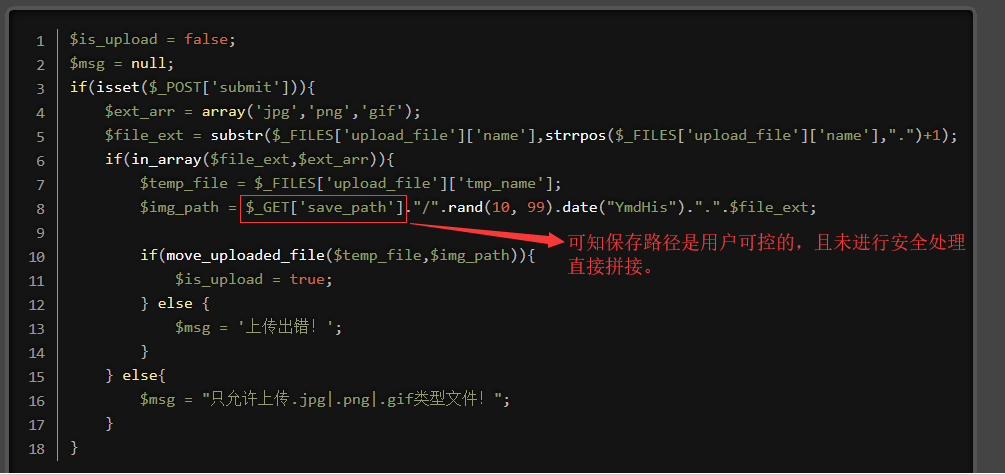 1 $is_upload = false;
2 $msg = null;
3 if(isset($_POST['submit'])){
4 $ext_arr = array('jpg','png','gif');
5 $file_ext = substr($_FILES['upload_file']['name'],strrpos($_FILES['upload_file']['name'],".")+1);
6 if(in_array($file_ext,$ext_arr)){
7 $temp_file = $_FILES['upload_file']['tmp_name'];
8 $img_path = $_GET['save_path']."/".rand(10, 99).date("YmdHis").".".$file_ext;
9
可知保存路径是用户可控的，且未进行安全处理
直接拼接。
10 if(move_uploaded_file($temp_file,$img_path)){
11 $is_upload = true;
12 } else {
13 $msg = '上传出错！';
14 }
15 } else{
16 $msg = "只允许上传.jpg|.png|.gif类型文件！";
17 }
18 }